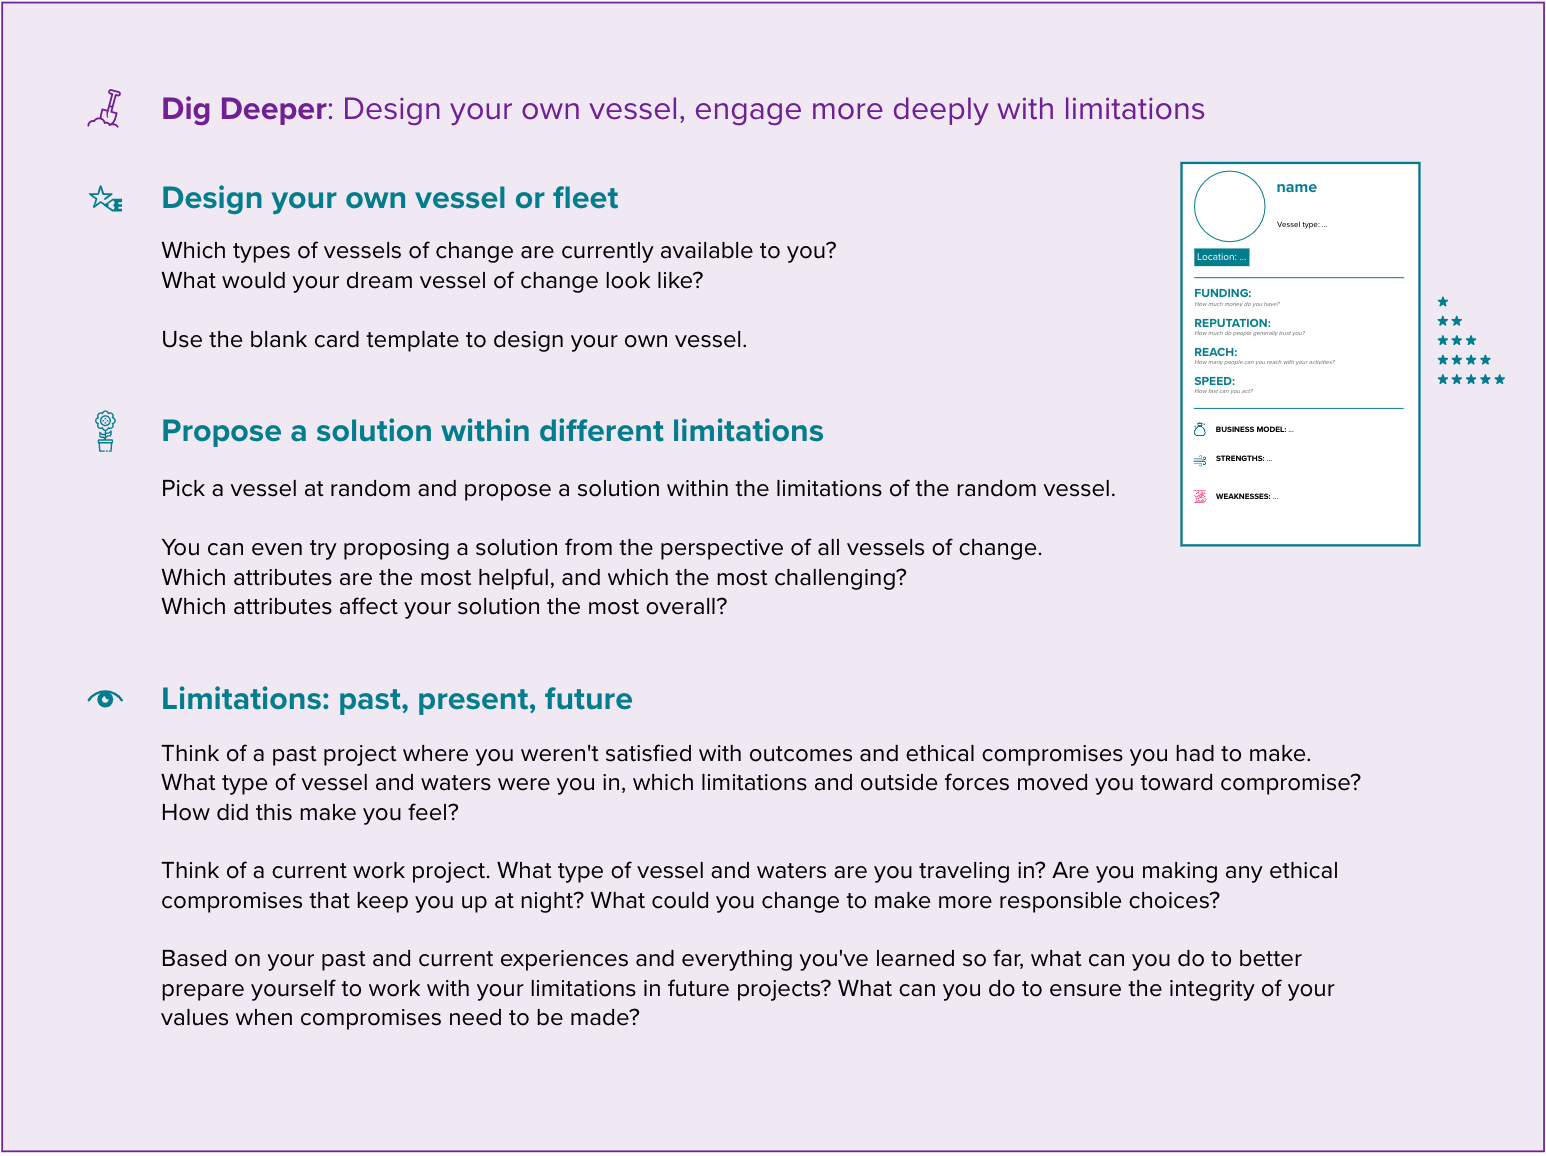 Dig Deeper: Design your own vessel, engage more deeply with limitations
Design your own vessel or fleet
Which types of vessels of change are currently available to you?
What would your dream vessel of change look like?
Use the blank card template to design your own vessel.
Propose a solution within different limitations
Pick a vessel at random and propose a solution within the limitations of the random vessel.
You can even try proposing a solution from the perspective of all vessels of change.
Which attributes are the most helpful, and which the most challenging?
Which attributes affect your solution the most overall?
name
Vessel type: ...
Location: ...
FUNDING:
How much money do you have?
REPUTATION:
How much do people generally trust you?
REACH:
How many people can you reach with your activities?
SPEED:
How fast can you act?
BUSINESS MODEL: ...
STRENGTHS: ...
WEAKNESSES: ...
Limitations: past, present, future
Think of a past project where you weren't satisfied with outcomes and ethical compromises you had to make.
What type of vessel and waters were you in, which limitations and outside forces moved you toward compromise?
How did this make you feel?
Think of a current work project. What type of vessel and waters are you traveling in? Are you making any ethical
compromises that keep you up at night? What could you change to make more responsible choices?
Based on your past and current experiences and everything you've learned so far, what can you do to better
prepare yourself to work with your limitations in future projects? What can you do to ensure the integrity of your
values when compromises need to be made?